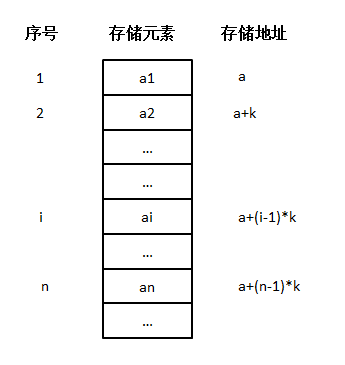 序号 存储元素 存储地址
1 a1 a
2 a2 a+k
...
...
i ai a+(i-1)*k
...
n an a+(n-1)*k
...